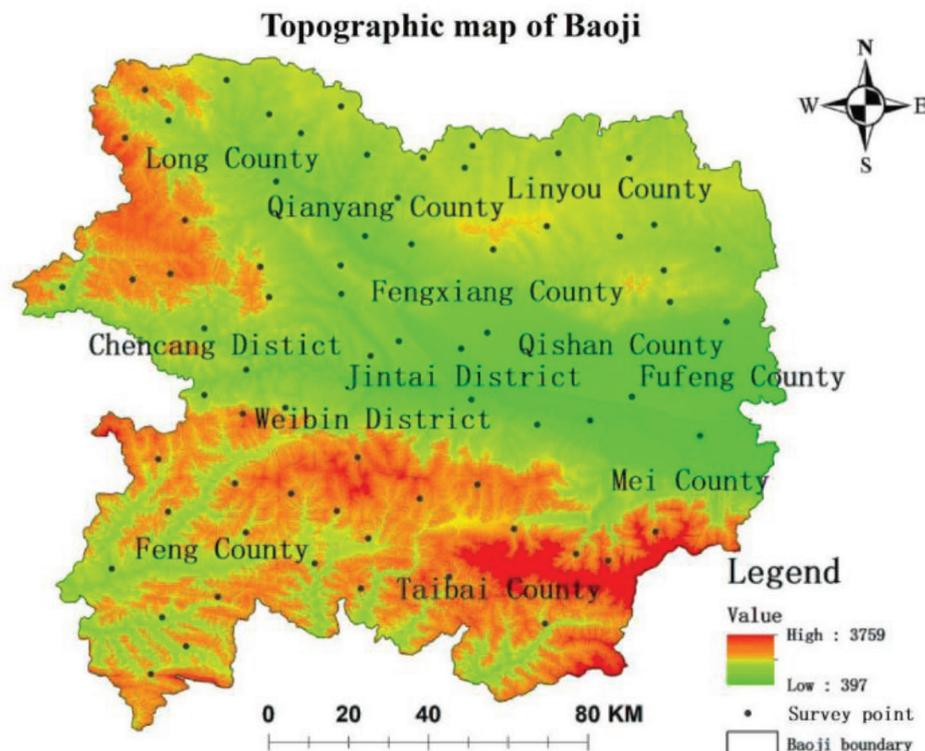 Topographic map of Baoji
N
W
E
S
Long County
Linyou County
Qianyang County
Fengxiang County
Chencang Distict
Qishan County
Jintai District
Fufeng County
Weibin District
Mei County
Feng County
Taibai County
Legend
Value
High : 3759
Low : 397
Survey point
Baoji boundary
0 20 40 80 KM